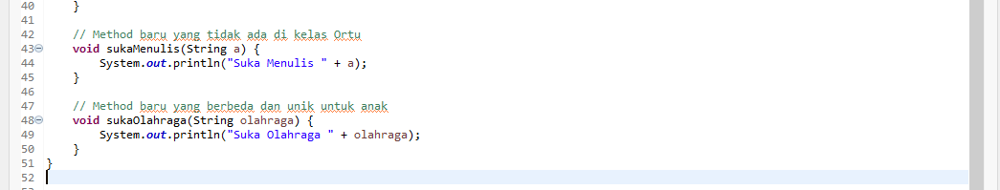 40 }
41
42 // Method baru yang tidak ada di kelas Ortu
43 void sukaMenulis(String a) {
44 System.out.println("Suka Menulis " + a);
45 }
46
47 // Method baru yang berbeda dan unik untuk anak
48 void sukaOlahraga(String olahraga) {
49 System.out.println("Suka Olahraga " + olahraga);
50 }
51 }
52